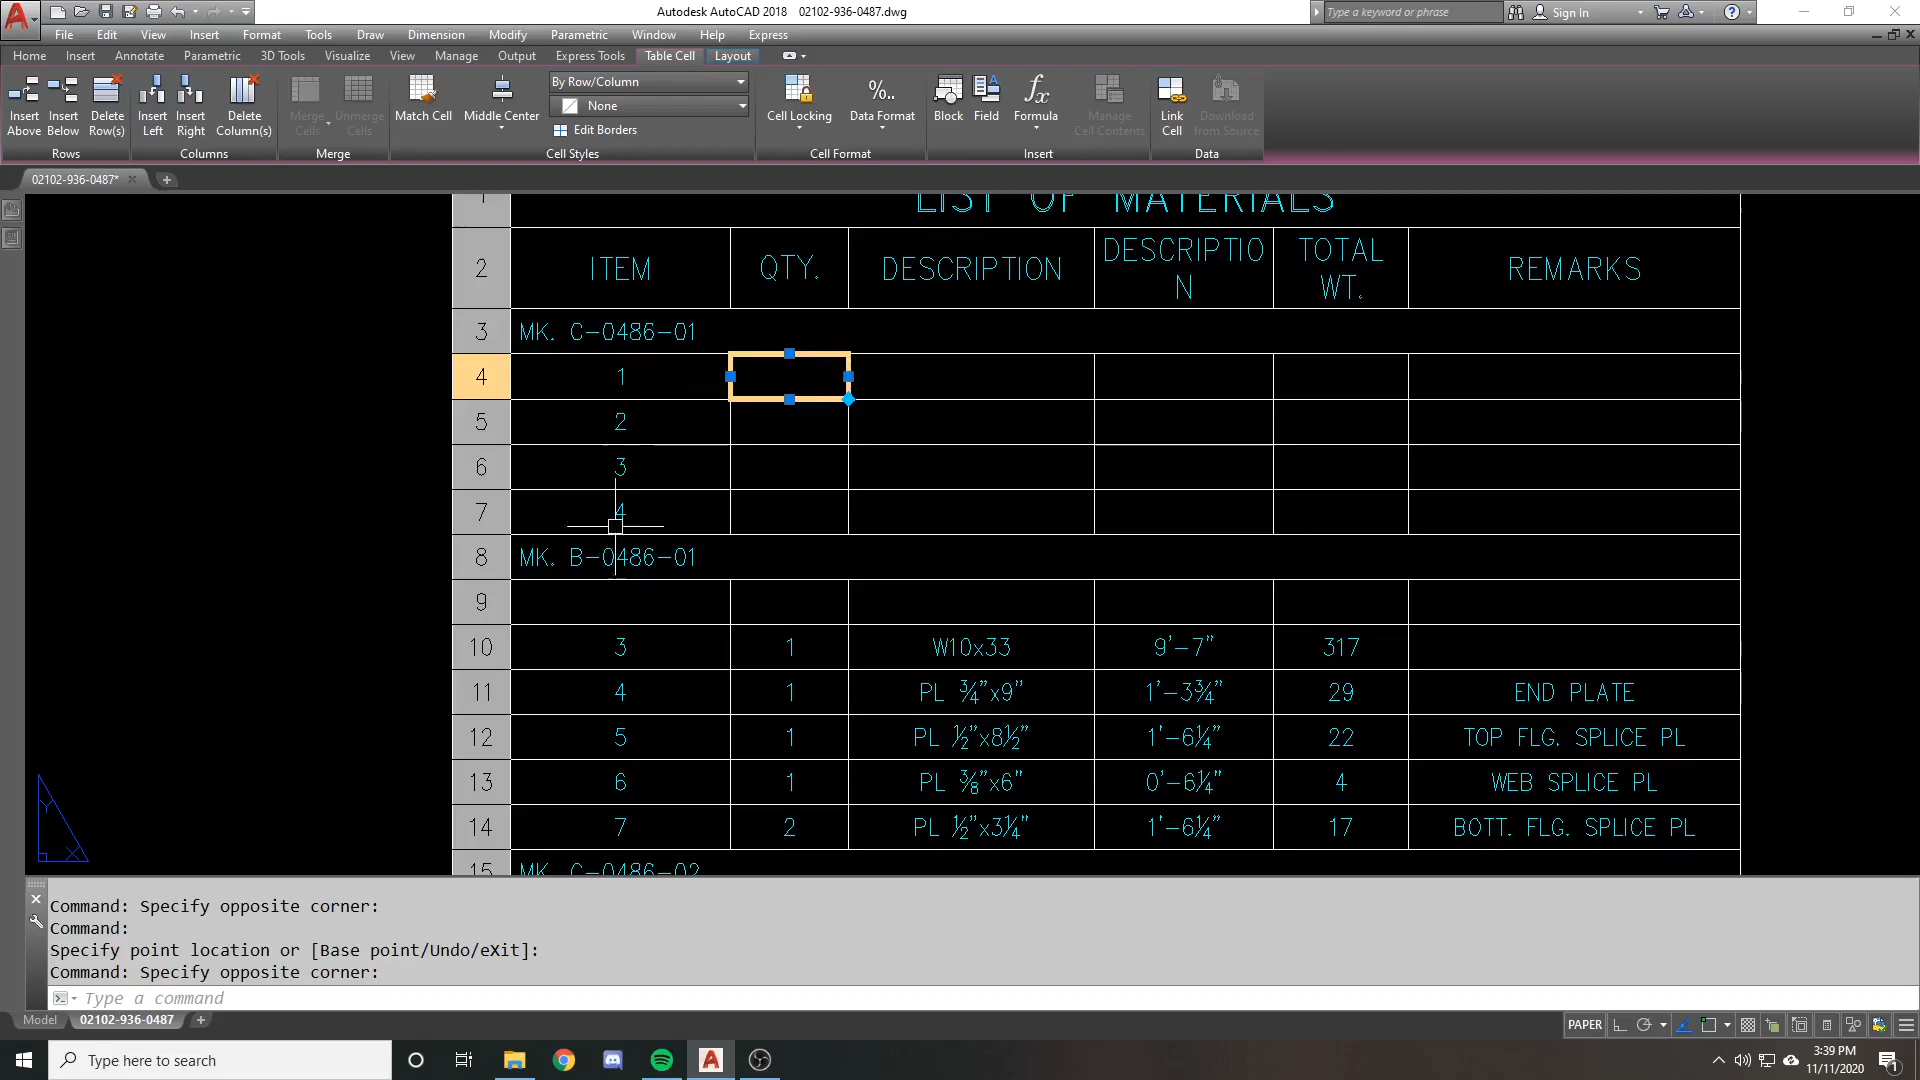 Autodesk AutoCAD 2018 02102-936-0487.dwg
Type a keyword or phrase
Sign In
File Edit View Insert Format Tools Draw Dimension Modify Parametric Window Help Express
Home Insert Annotate Parametric 3D Tools Visualize View Manage Output Express Tools Table Cell Layout
Insert Above
Insert Below
Delete Row(s)
Rows
Insert Left
Insert Right
Delete Column(s)
Columns
Merge Cells
Unmerge Cells
Merge
Match Cell
Middle Center
By Row/Column
None
Edit Borders
Cell Styles
Cell Locking
%..
Data Format
Cell Format
Block
Field
fx
Formula
Manage Cell Contents
Insert
Link Cell
Download from Source
Data
02102-936-0487*
1 LIST OF MATERIALS
2 ITEM QTY. DESCRIPTION DESCRIPTIO
N TOTAL
WT. REMARKS
3 MK. C-0486-01
4 1
5 2
6 3
7 4
8 MK. B-0486-01
9
10 3 1 W10x33 9'-7" 317
11 4 1 PL ¾"x9" 1'-3¾" 29 END PLATE
12 5 1 PL ½"x8½" 1'-6¼" 22 TOP FLG. SPLICE PL
13 6 1 PL ⅜"x6" 0'-6¼" 4 WEB SPLICE PL
14 7 2 PL ½"x3¼" 1'-6¼" 17 BOTT. FLG. SPLICE PL
15 MK. C-0486-02
Y
X
Command: Specify opposite corner:
Command:
Specify point location or [Base point/Undo/eXit]:
Command: Specify opposite corner:
Type a command
Model 02102-936-0487
PAPER
Type here to search
3:39 PM
11/11/2020
1